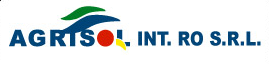 AGRISOL INT. RO S.R.L.